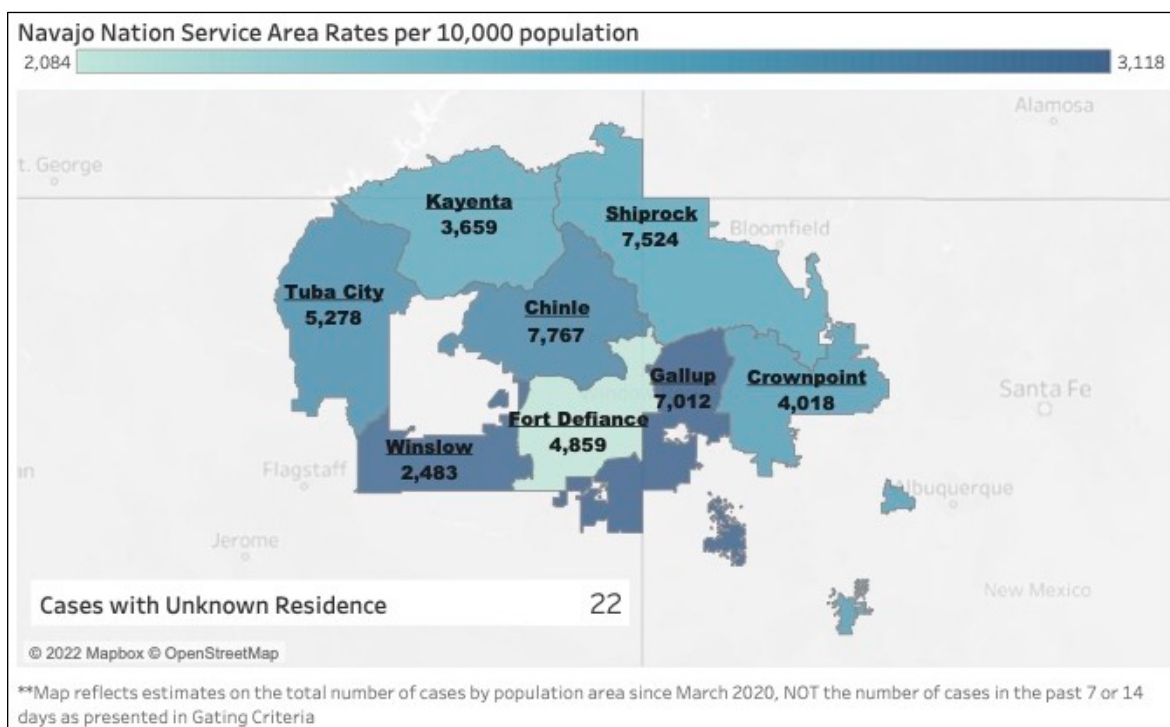 Navajo Nation Service Area Rates per 10,000 population
2,084
3,118
Alamosa
t. George
Kayenta
3,659
Shiprock
7,524
Bloomfield
Tuba City
5,278
Chinle
7,767
Gallup
7,012
Crownpoint
4,018
Santa Fe
Fort Defiance
4,859
Winslow
2,483
Flagstaff
an
Albuquerque
Jerome
New Mexico
Cases with Unknown Residence 22
© 2022 Mapbox © OpenStreetMap
**Map reflects estimates on the total number of cases by population area since March 2020, NOT the number of cases in the past 7 or 14
days as presented in Gating Criteria